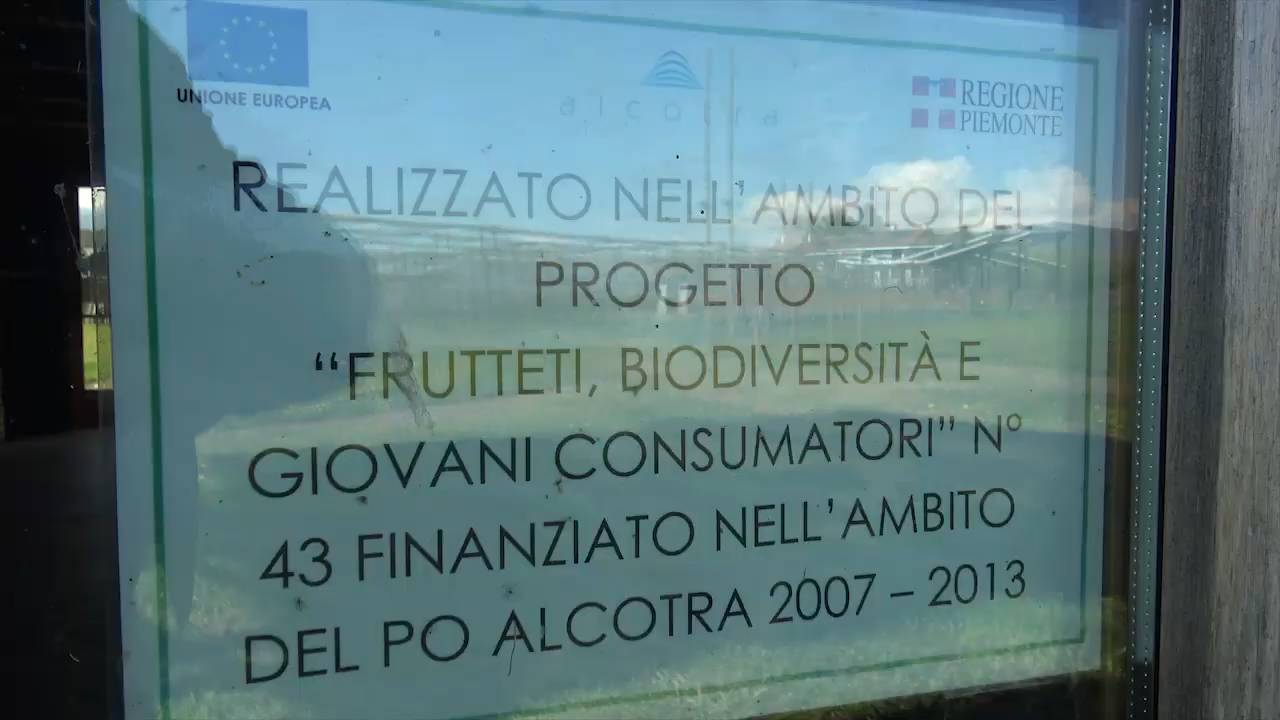 UNIONE EUROPEA
alcotra
REGIONE
PIEMONTE
REALIZZATO NELL'AMBITO DEL
PROGETTO
“FRUTTETI, BIODIVERSITÀ E
GIOVANI CONSUMATORI” N°
43 FINANZIATO NELL'AMBITO
DEL PO ALCOTRA 2007 – 2013